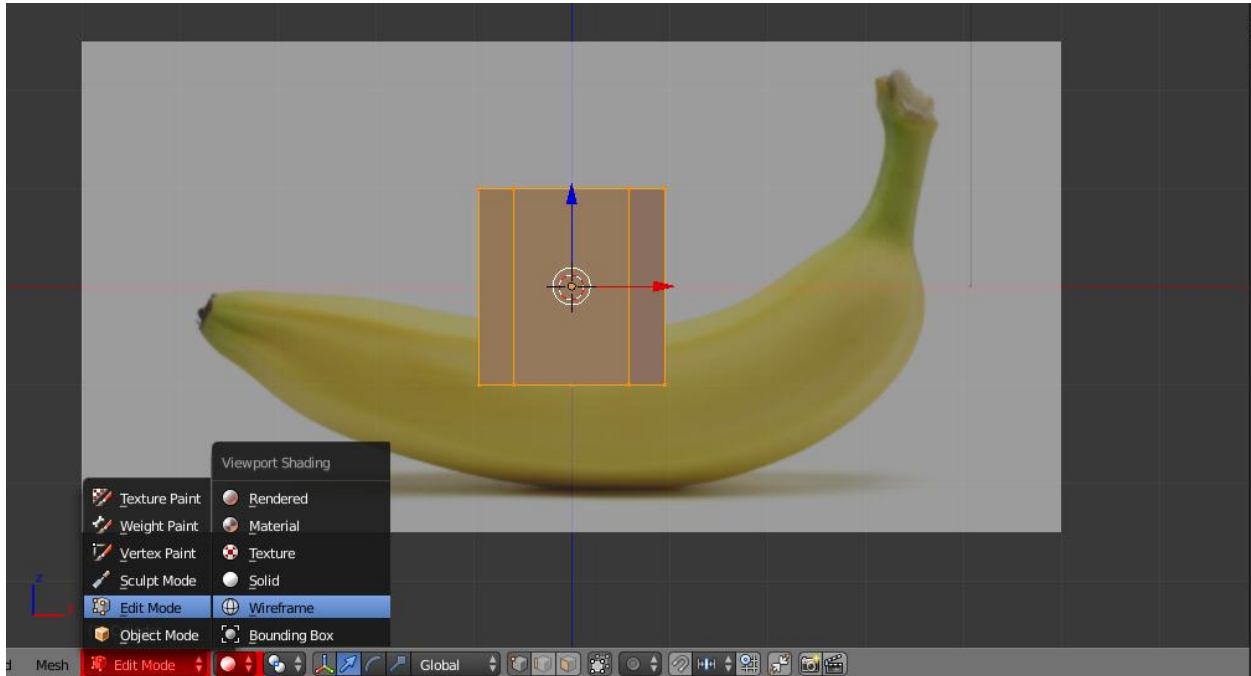 Viewport Shading
Texture Paint
Rendered
Weight Paint
Material
Vertex Paint
Texture
Sculpt Mode
Solid
Edit Mode
Wireframe
Object Mode
Bounding Box
z
Mesh
Edit Mode
Global